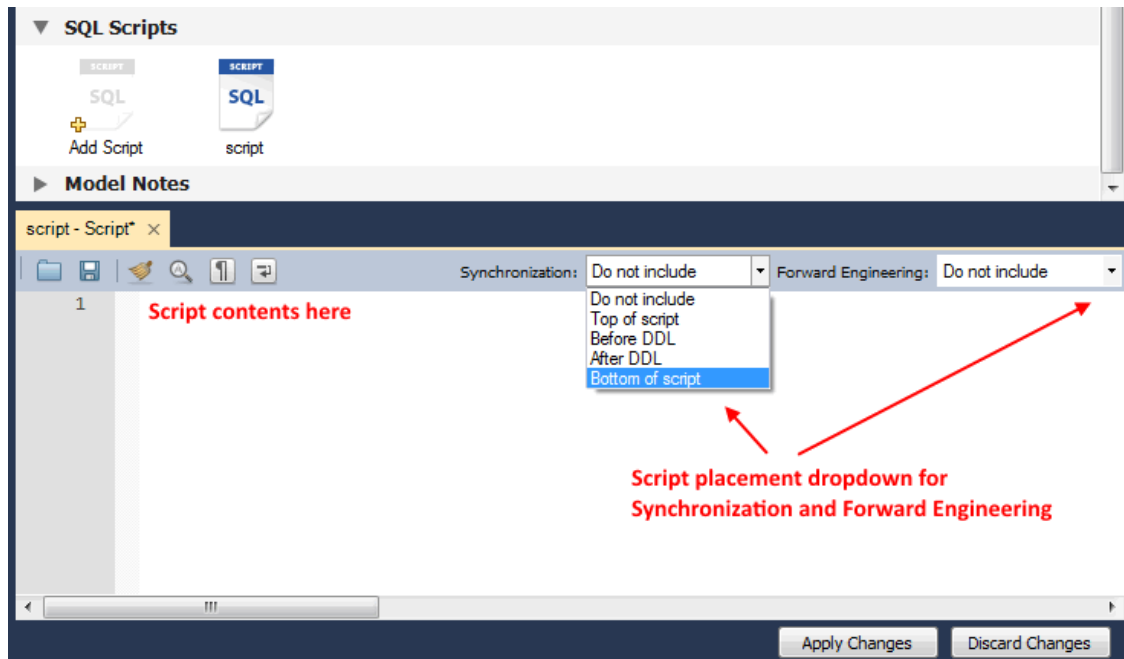 SQL Scripts
SCRIPT SCRIPT
SQL SQL
Add Script script
Model Notes
script - Script*
Synchronization: Do not include Forward Engineering: Do not include
1 Script contents here
Do not include
Top of script
Before DDL
After DDL
Bottom of script
Script placement dropdown for
Synchronization and Forward Engineering
Apply Changes Discard Changes